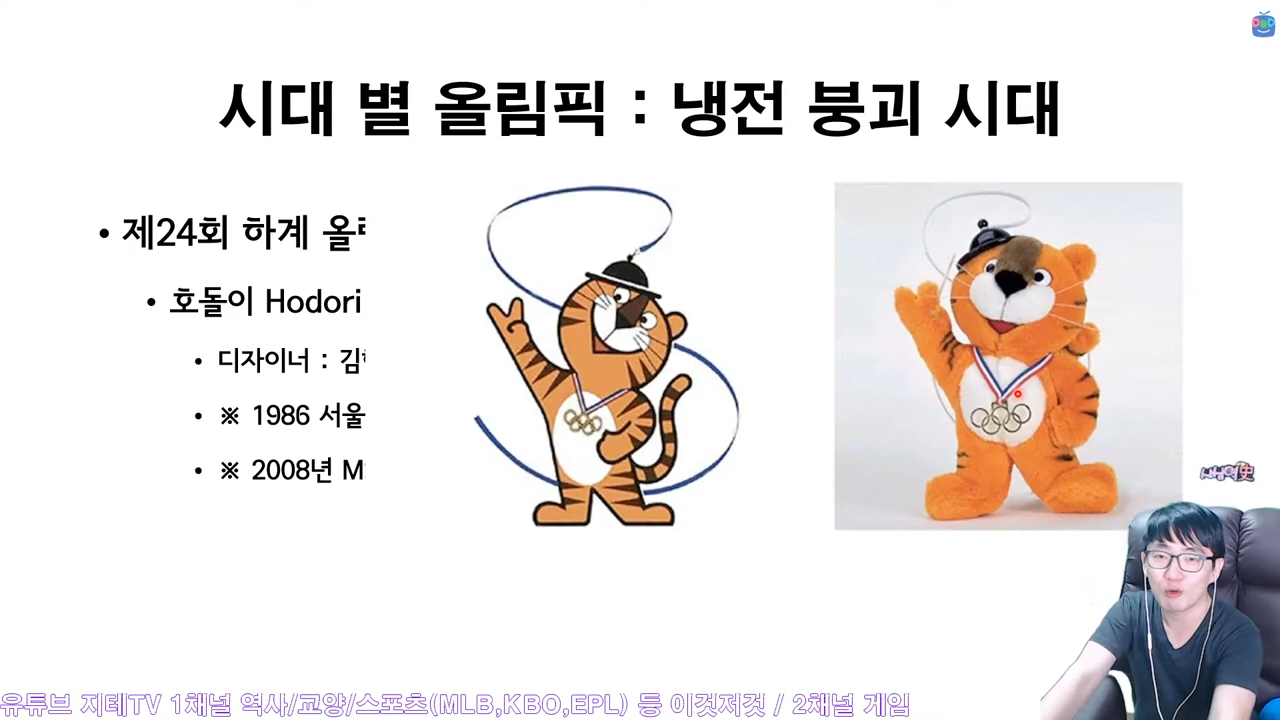 시대 별 올림픽 : 냉전 붕괴 시대
• 제24회 하계
• 호돌이 Hodori
• 디자이너 :
• ※ 1986 서울
• ※ 2008년
유튜브 지테TV 1채널 역사/교양/스포츠(MLB,KBO,EPL) 등 이것저것 / 2채널 게임